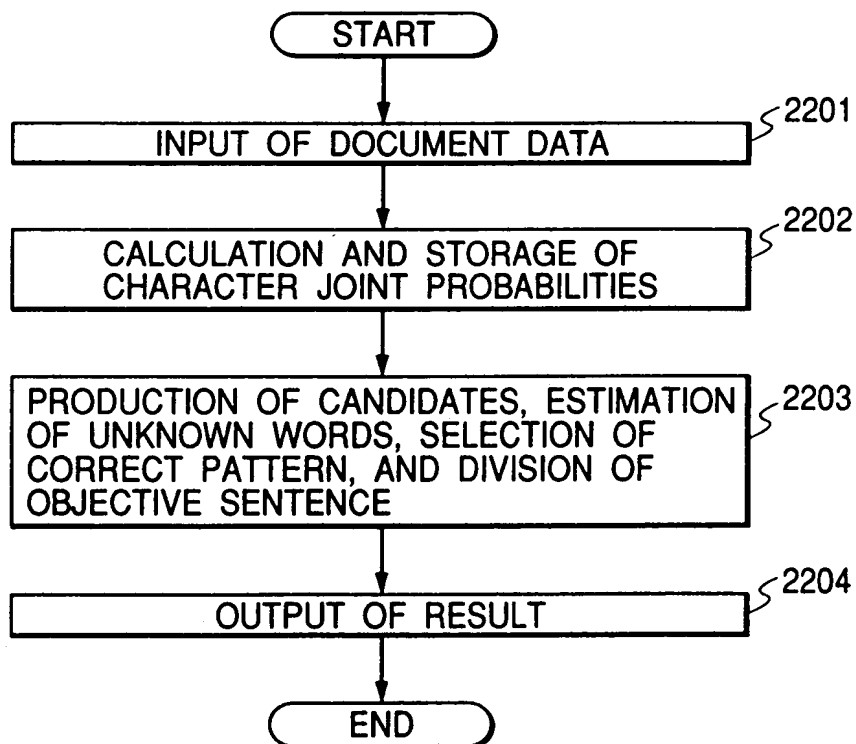 START
2201
INPUT OF DOCUMENT DATA
2202
CALCULATION AND STORAGE OF
CHARACTER JOINT PROBABILITIES
2203
PRODUCTION OF CANDIDATES, ESTIMATION
OF UNKNOWN WORDS, SELECTION OF
CORRECT PATTERN, AND DIVISION OF
OBJECTIVE SENTENCE
2204
OUTPUT OF RESULT
END